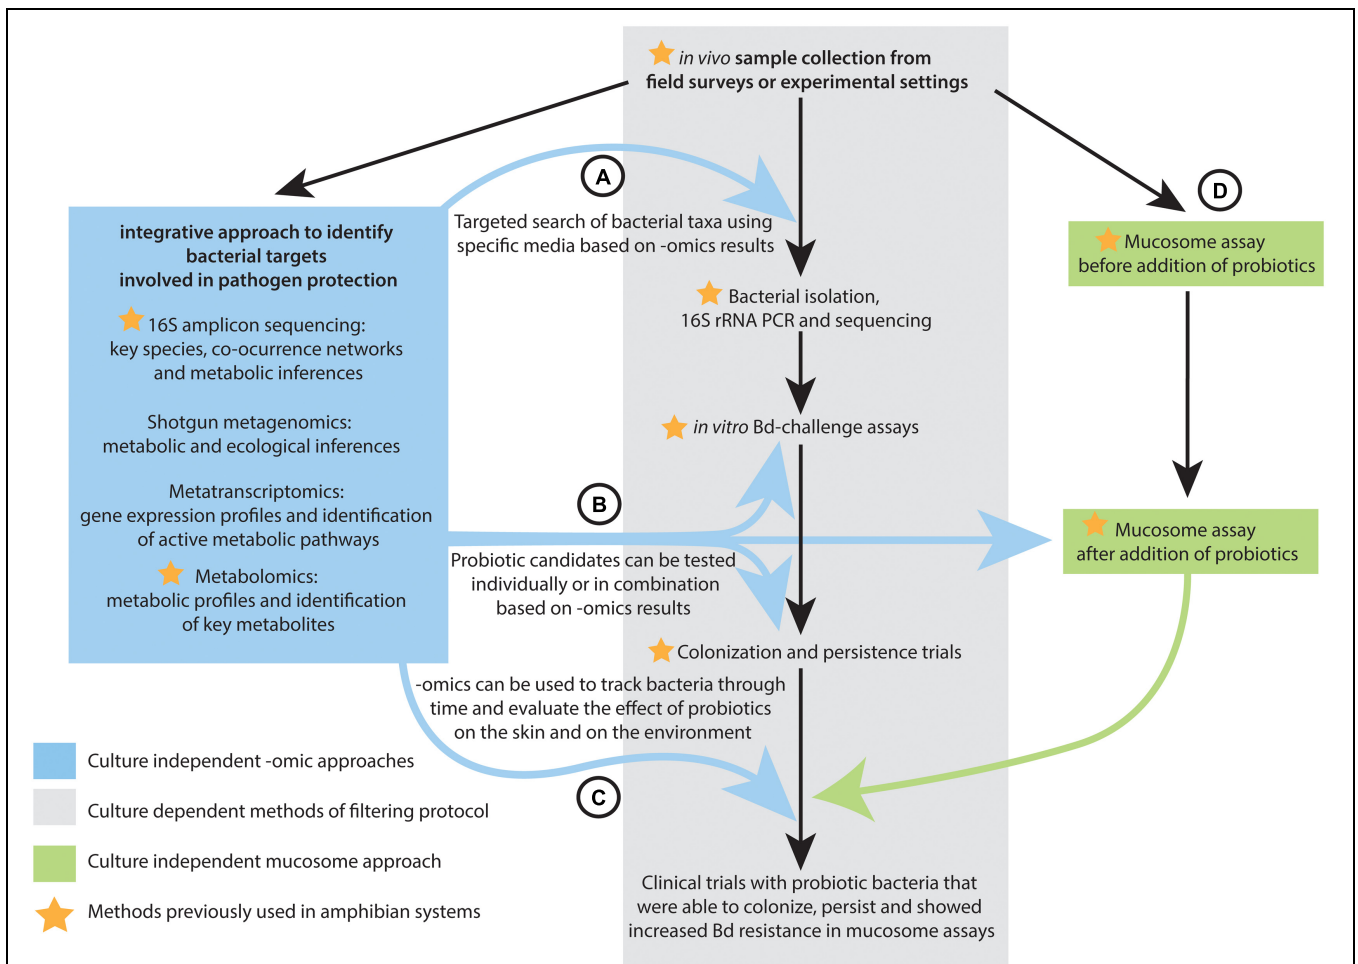 in vivo sample collection from
field surveys or experimental settings
A
D
Targeted search of bacterial taxa using
specific media based on -omics results
integrative approach to identify
bacterial targets
involved in pathogen protection
16S amplicon sequencing:
key species, co-ocurrence networks
and metabolic inferences
Shotgun metagenomics:
metabolic and ecological inferences
Metatranscriptomics:
gene expression profiles and identification
of active metabolic pathways
Metabolomics:
metabolic profiles and identification
of key metabolites
Mucosome assay
before addition of probiotics
Bacterial isolation,
16S rRNA PCR and sequencing
in vitro Bd-challenge assays
B
Probiotic candidates can be tested
individually or in combination
based on -omics results
Mucosome assay
after addition of probiotics
Colonization and persistence trials
-omics can be used to track bacteria through
time and evaluate the effect of probiotics
on the skin and on the environment
C
Clinical trials with probiotic bacteria that
were able to colonize, persist and showed
increased Bd resistance in mucosome assays
Culture independent -omic approaches
Culture dependent methods of filtering protocol
Culture independent mucosome approach
Methods previously used in amphibian systems